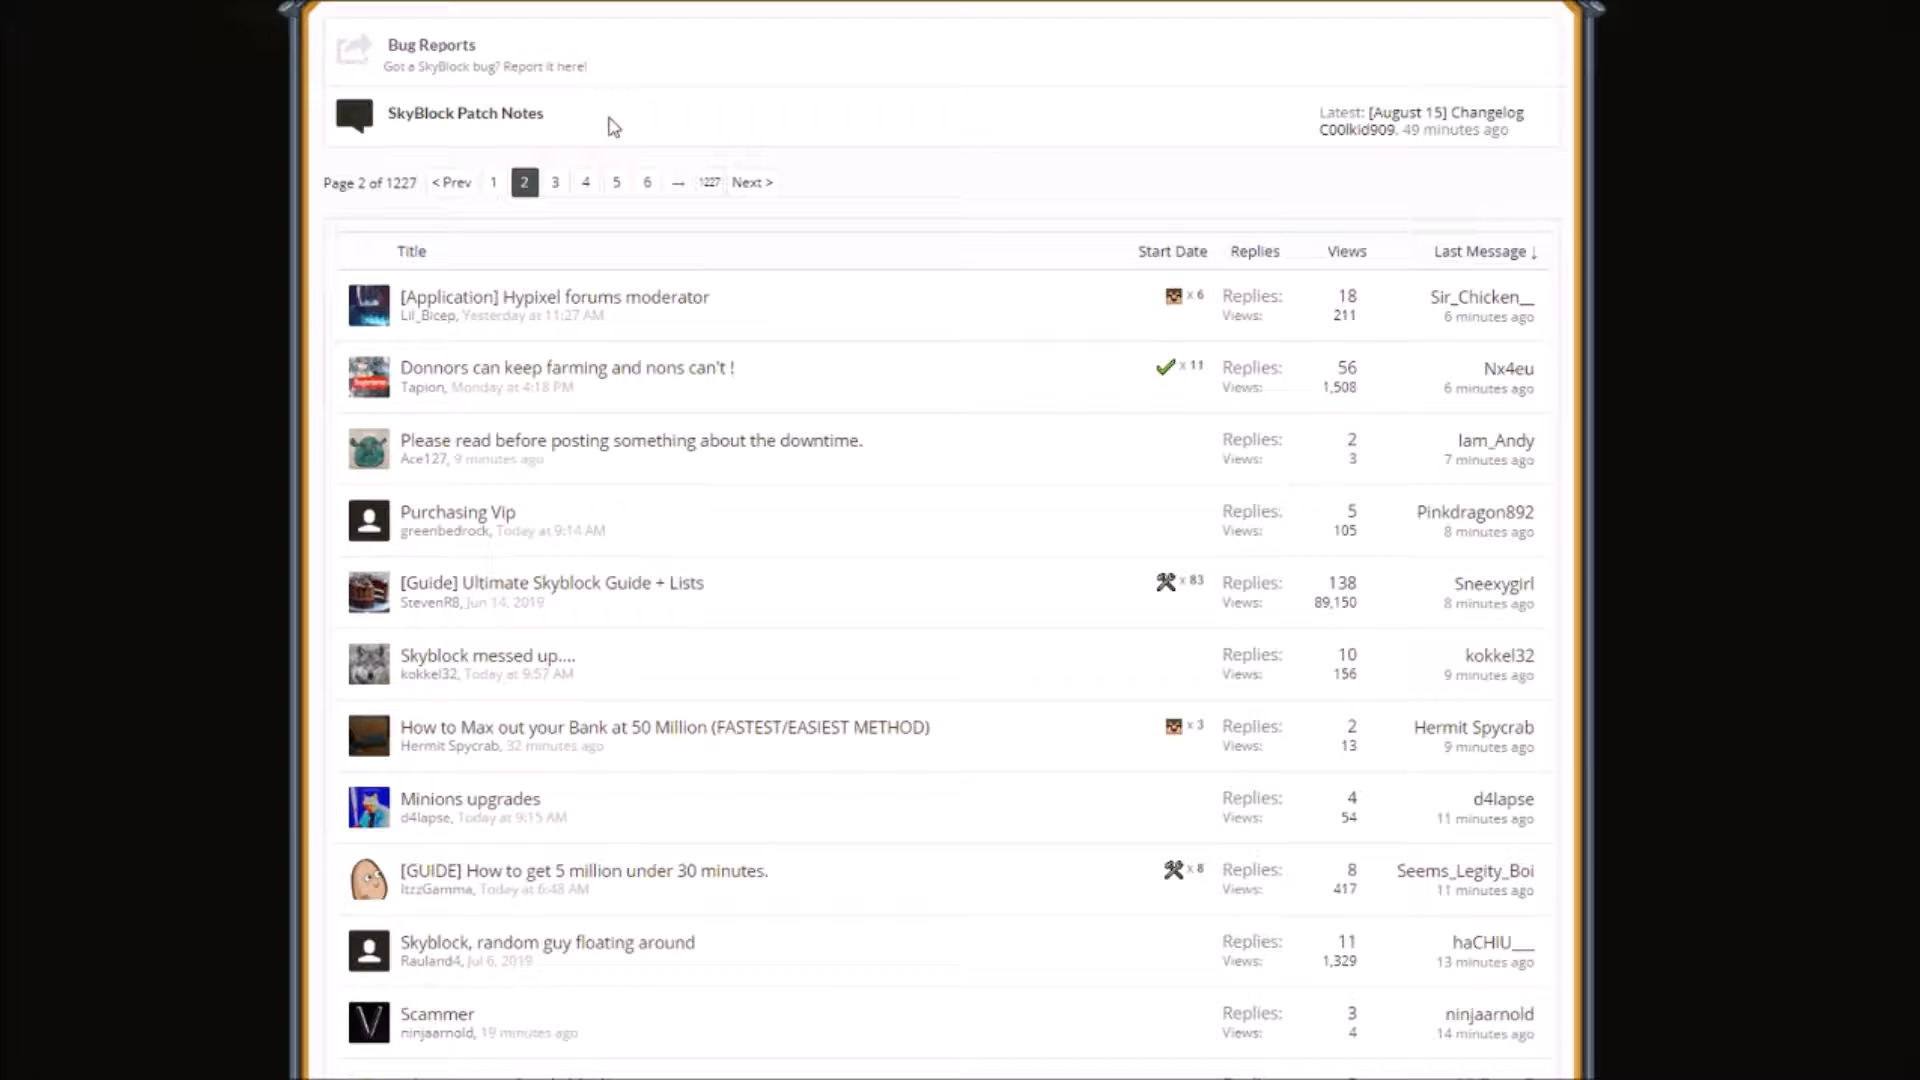 Bug Reports
Got a SkyBlock bug? Report it here!
SkyBlock Patch Notes
Latest: [August 15] Changelog
C00lkid909, 49 minutes ago
Page 2 of 1227 < Prev 1 2 3 4 5 6 → 1227 Next >
Title Start Date Replies Views Last Message ↓
[Application] Hypixel forums moderator x 6 Replies: 18 Sir_Chicken__
Lil_Bicep, Yesterday at 11:27 AM Views: 211 6 minutes ago
Donnors can keep farming and nons can't ! x 11 Replies: 56 Nx4eu
Tapion, Monday at 4:18 PM Views: 1,508 6 minutes ago
Please read before posting something about the downtime. Replies: 2 Iam_Andy
Ace127, 9 minutes ago Views: 3 7 minutes ago
Purchasing Vip Replies: 5 Pinkdragon892
greenbedrock, Today at 9:14 AM Views: 105 8 minutes ago
[Guide] Ultimate Skyblock Guide + Lists x 83 Replies: 138 Sneexygirl
StevenR8, Jun 14, 2019 Views: 89,150 8 minutes ago
Skyblock messed up.... Replies: 10 kokkel32
kokkel32, Today at 9:57 AM Views: 156 9 minutes ago
How to Max out your Bank at 50 Million (FASTEST/EASIEST METHOD) x 3 Replies: 2 Hermit Spycrab
Hermit Spycrab, 32 minutes ago Views: 13 9 minutes ago
Minions upgrades Replies: 4 d4lapse
d4lapse, Today at 9:15 AM Views: 54 11 minutes ago
[GUIDE] How to get 5 million under 30 minutes. x 8 Replies: 8 Seems_Legity_Boi
ItzzGamma, Today at 6:48 AM Views: 417 11 minutes ago
Skyblock, random guy floating around Replies: 11 haCHIU___
Rauland4, Jul 6, 2019 Views: 1,329 13 minutes ago
Scammer Replies: 3 ninjaarnold
ninjaarnold, 19 minutes ago Views: 4 14 minutes ago